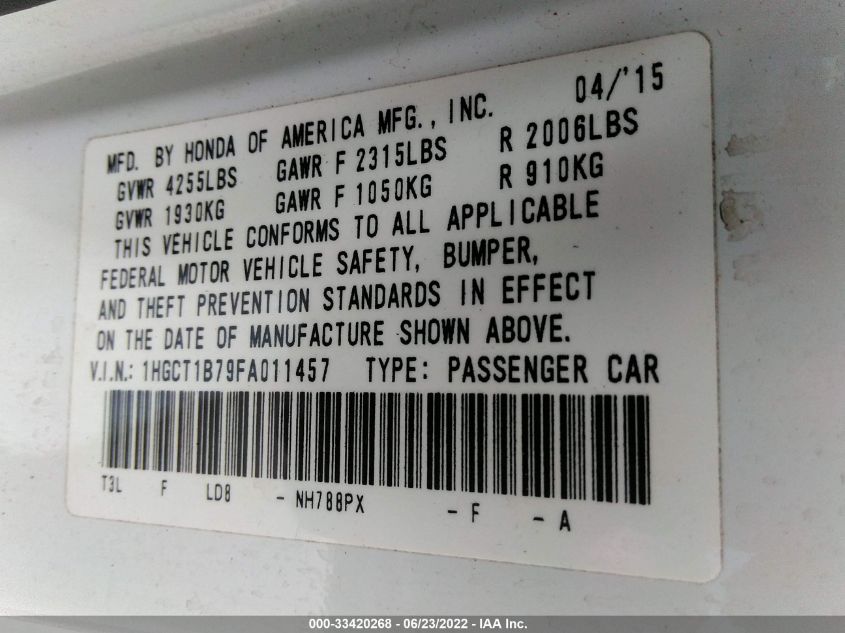 MFD. BY HONDA OF AMERICA MFG., INC. 04/'15
GVWR 4255LBS GAWR F 2315LBS R 2006LBS
GVWR 1930KG GAWR F 1050KG R 910KG
THIS VEHICLE CONFORMS TO ALL APPLICABLE
FEDERAL MOTOR VEHICLE SAFETY, BUMPER,
AND THEFT PREVENTION STANDARDS IN EFFECT
ON THE DATE OF MANUFACTURE SHOWN ABOVE.
V.I.N.: 1HGCT1B79FA011457 TYPE: PASSENGER CAR
T3L F LD8 - NH788PX - F - A
000-33420268 - 06/23/2022 - IAA Inc.